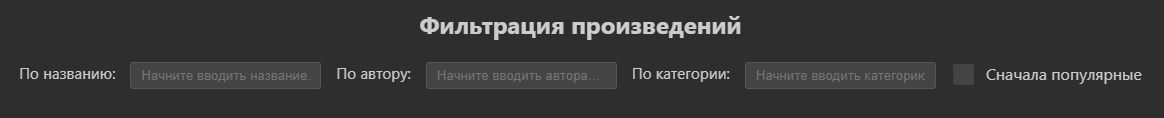 Фильтрация произведений
По названию: Начните вводить название. По автору: Начните вводить автора... По категории: Начните вводить категорик Сначала популярные